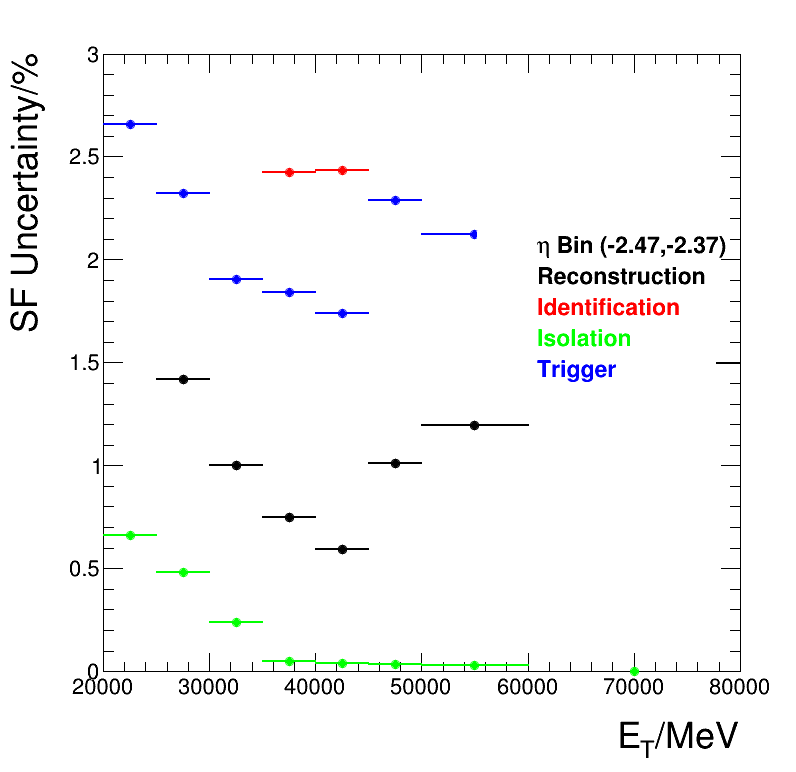 SF Uncertainty/%
3
2.5
2
1.5
1
0.5
0
η Bin (-2.47,-2.37)
Reconstruction
Identification
Isolation
Trigger
20000 30000 40000 50000 60000 70000 80000
E_T/MeV